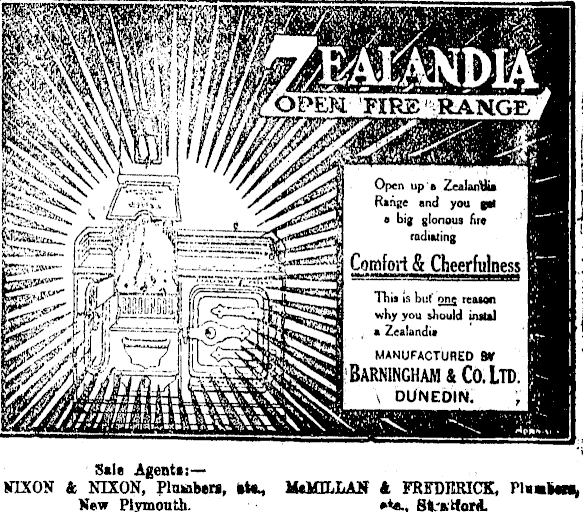 ZEALANDIA
OPEN FIRE RANGE
Open up a Zealandia
Range and you get
a big glorious fire
radiating
Comfort & Cheerfulness
This is but one reason
why you should instal
a Zealandia
MANUFACTURED BY
BARNINGHAM & CO. LTD.
DUNEDIN.
Sale Agents:—
NIXON & NIXON, Plumbers, etc.,
New Plymouth.
McMILLAN & FREDERICK, Plumbers,
etc., Stratford.